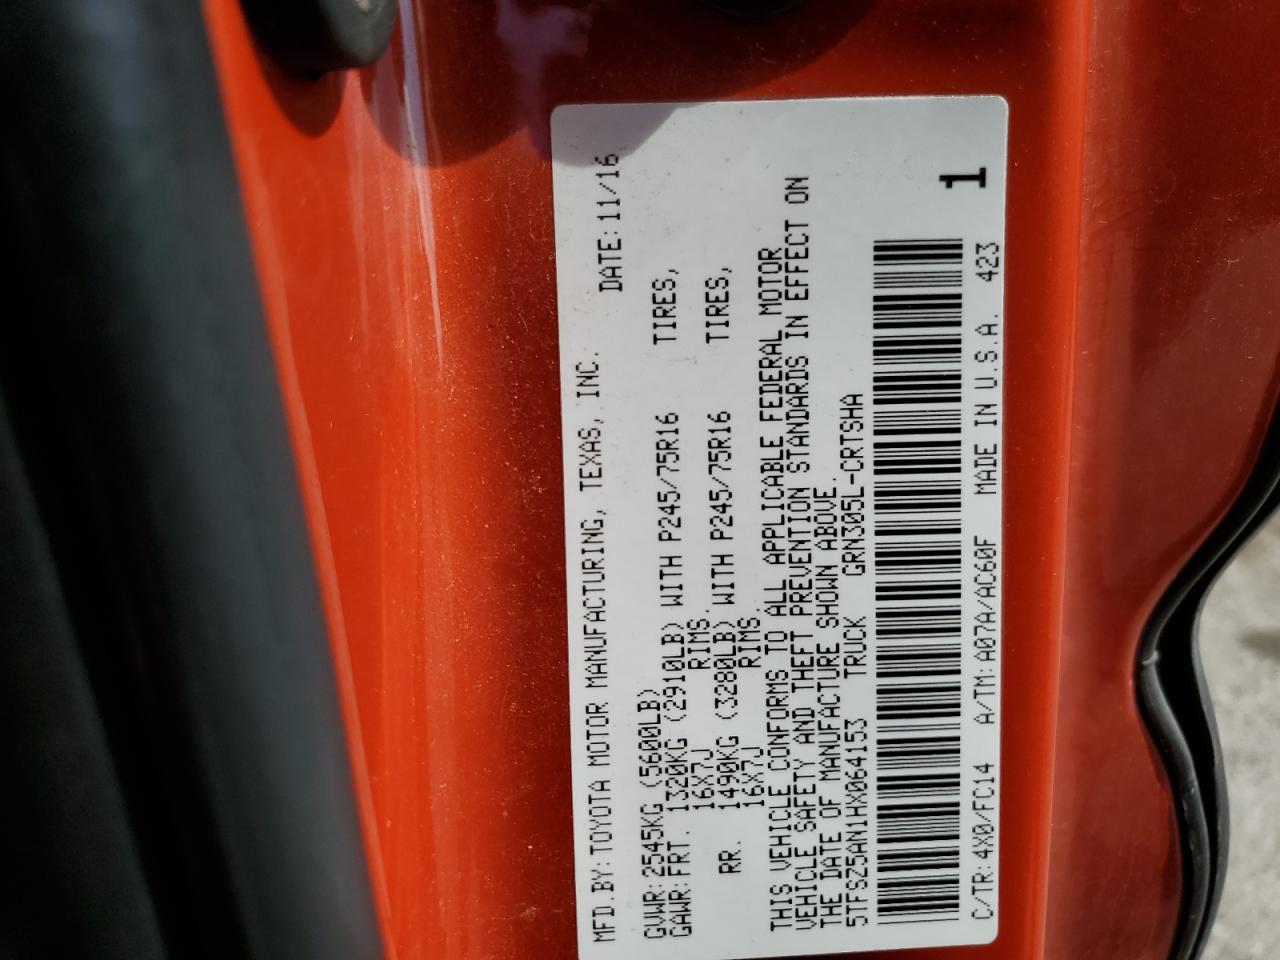 MFD.BY:TOYOTA MOTOR MANUFACTURING, TEXAS, INC.
DATE:11/16
GVWR:2545KG (5600LB)
GAWR:FRT. 1320KG (2910LB) WITH P245/75R16 TIRES,
16X7J RIMS.
RR. 1490KG (3280LB) WITH P245/75R16 TIRES,
16X7J RIMS
THIS VEHICLE CONFORMS TO ALL APPLICABLE FEDERAL MOTOR
VEHICLE SAFETY AND THEFT PREVENTION STANDARDS IN EFFECT ON
THE DATE OF MANUFACTURE SHOWN ABOVE.
5TFSZ5AN1HX064153 TRUCK GRN305L-CRTSHA
1
C/TR:4X0/FC14 A/TM:A07A/AC60F MADE IN U.S.A. 423